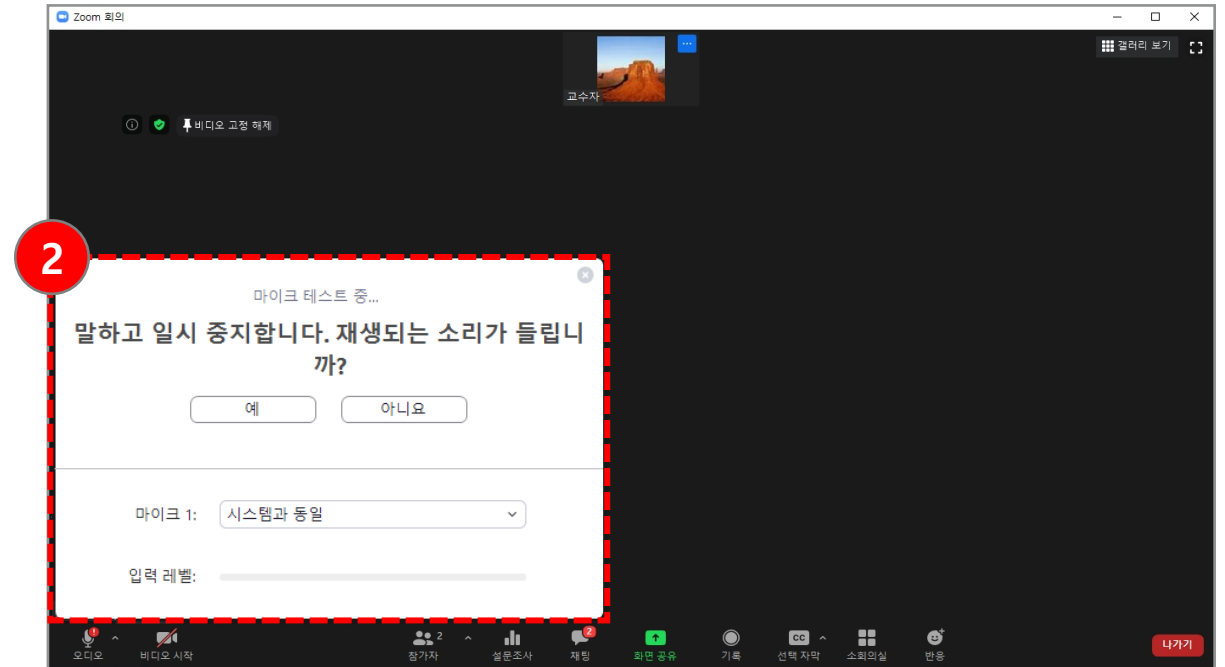 Zoom 회의
갤러리 보기
교수자
비디오 고정 해제
2
마이크 테스트 중...
말하고 일시 중지합니다. 재생되는 소리가 들립니
까?
예
아니요
마이크 1:
시스템과 동일
입력 레벨:
오디오
비디오 시작
2
참가자
설문조사
2
채팅
화면 공유
기록
CC
선택 자막
소회의실
반응
나가기